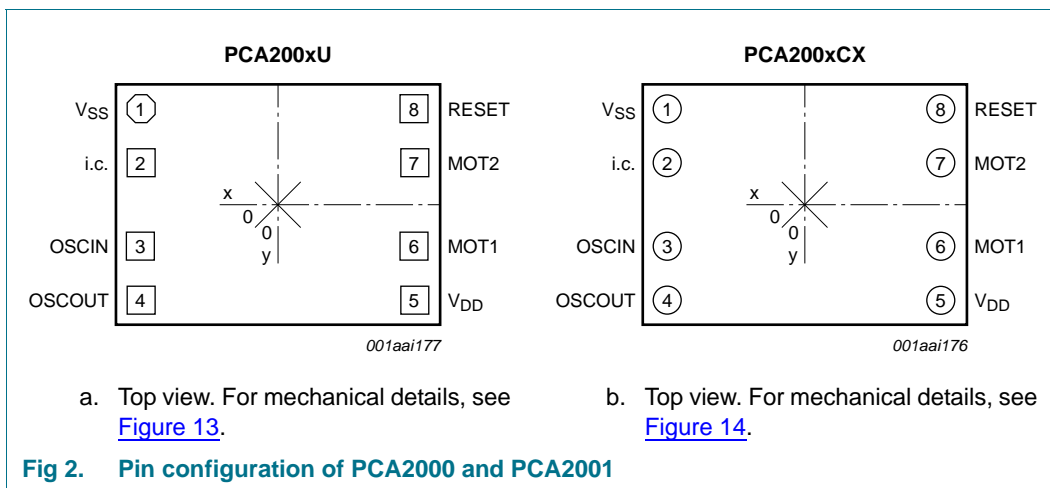 PCA200xU
VSS 1 8 RESET
i.c. 2 7 MOT2
x
0
0
y
OSCIN 3 6 MOT1
OSCOUT 4 5 VDD
001aai177
a. Top view. For mechanical details, see
Figure 13.
PCA200xCX
VSS 1 8 RESET
i.c. 2 7 MOT2
x
0
0
y
OSCIN 3 6 MOT1
OSCOUT 4 5 VDD
001aai176
b. Top view. For mechanical details, see
Figure 14.
Fig 2. Pin configuration of PCA2000 and PCA2001